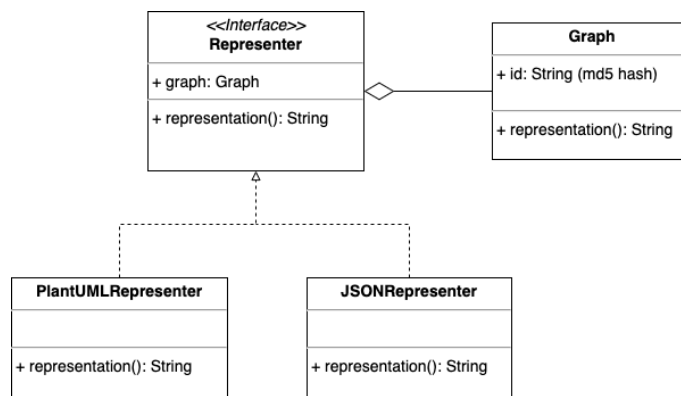 <<Interface>>
Representer
+ graph: Graph
+ representation(): String
Graph
+ id: String (md5 hash)
+ representation(): String
PlantUMLRepresenter
+ representation(): String
JSONRepresenter
+ representation(): String